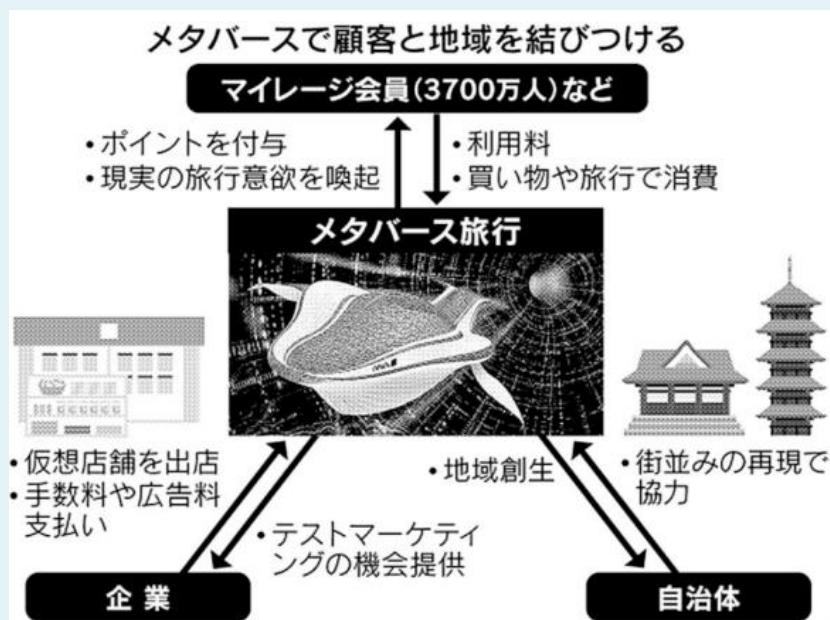 メタバースで顧客と地域を結びつける
マイレージ会員(3700万人)など
・ポイントを付与
・現実の旅行意欲を喚起
・利用料
・買い物や旅行で消費
メタバース旅行
・仮想店舗を出店
・手数料や広告料
支払い
・テストマーケティ
ングの機会提供
・地域創生
・街並みの再現で
協力
企業
自治体